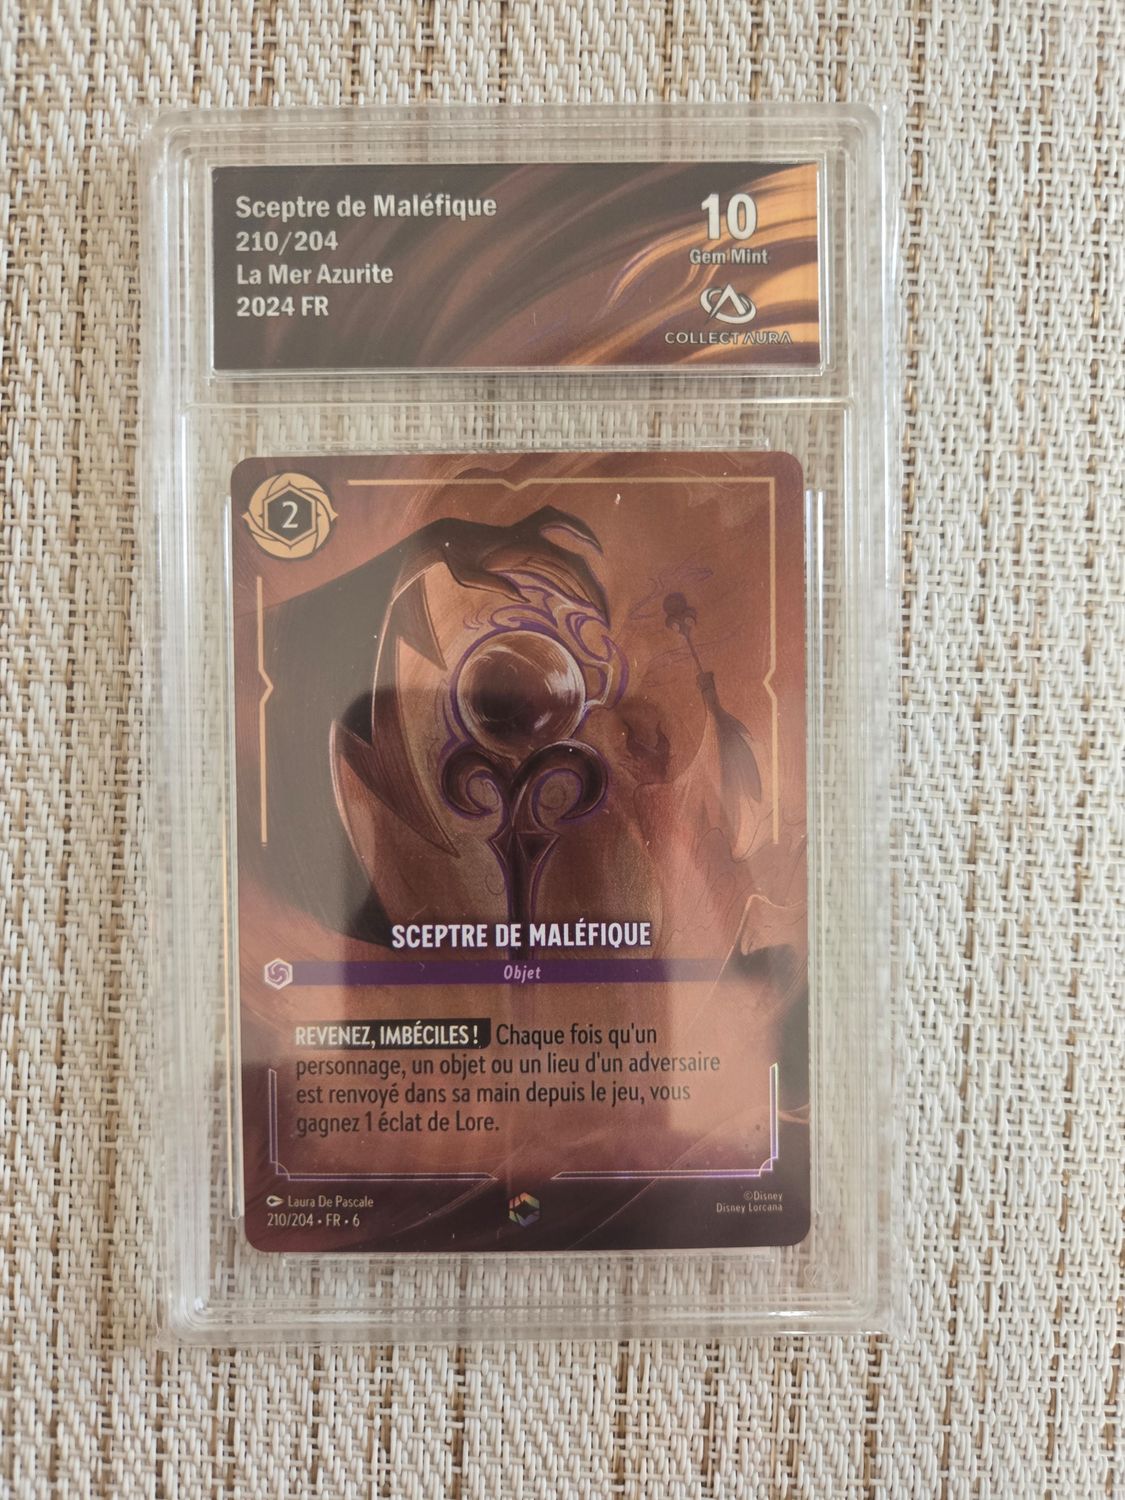 Sceptre de Maléfique
210/204
La Mer Azurite
2024 FR
10
Gem Mint
COLLECT AURA
2
SCEPTRE DE MALÉFIQUE
Objet
REVENEZ, IMBÉCILES ! Chaque fois qu'un
personnage, un objet ou un lieu d'un adversaire
est renvoyé dans sa main depuis le jeu, vous
gagnez 1 éclat de Lore.
Laura De Pascale
210/204 • FR • 6
©Disney
Disney Lorcana